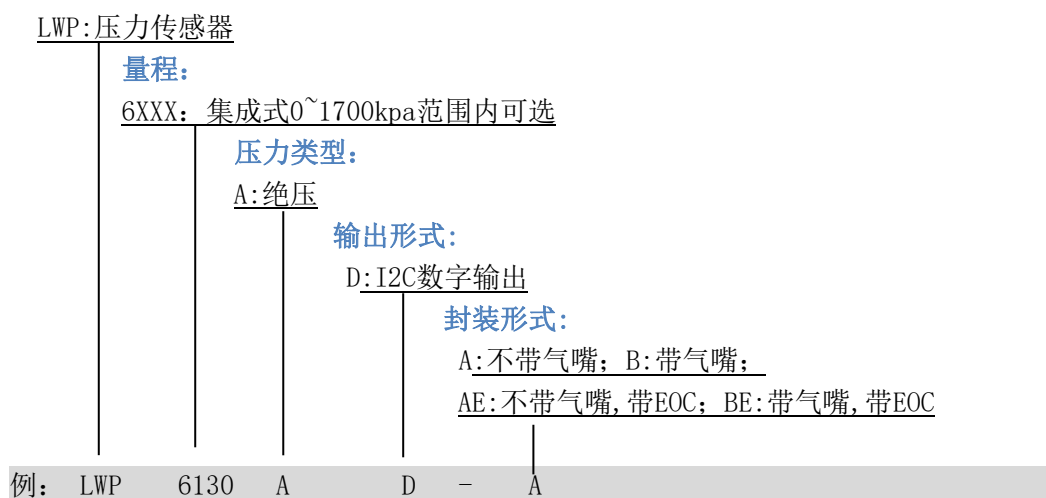 LWP:压力传感器
量程：
6XXX：集成式0~1700kpa范围内可选
压力类型：
A:绝压
输出形式:
D:I2C数字输出
封装形式:
A:不带气嘴；B:带气嘴；
AE:不带气嘴,带EOC；BE:带气嘴,带EOC
例： LWP 6130 A D - A